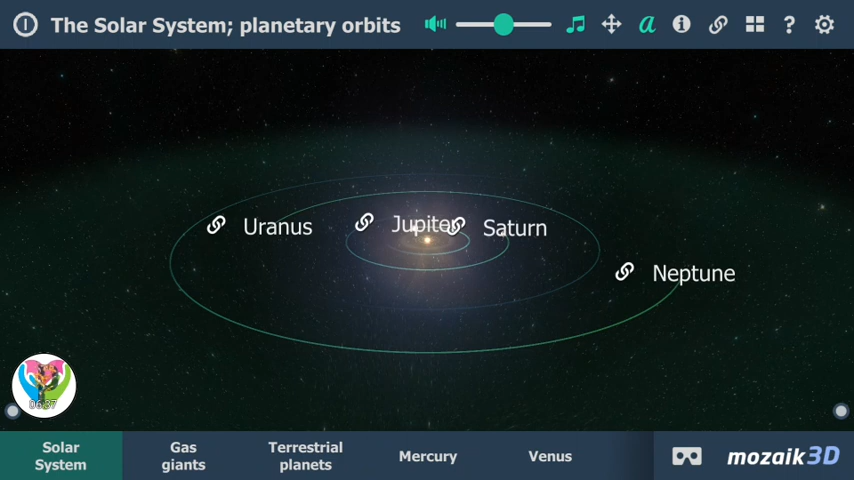 The Solar System; planetary orbits
Uranus
Jupiter
Saturn
Neptune
06:37
Solar System
Gas giants
Terrestrial planets
Mercury
Venus
mozaik3D